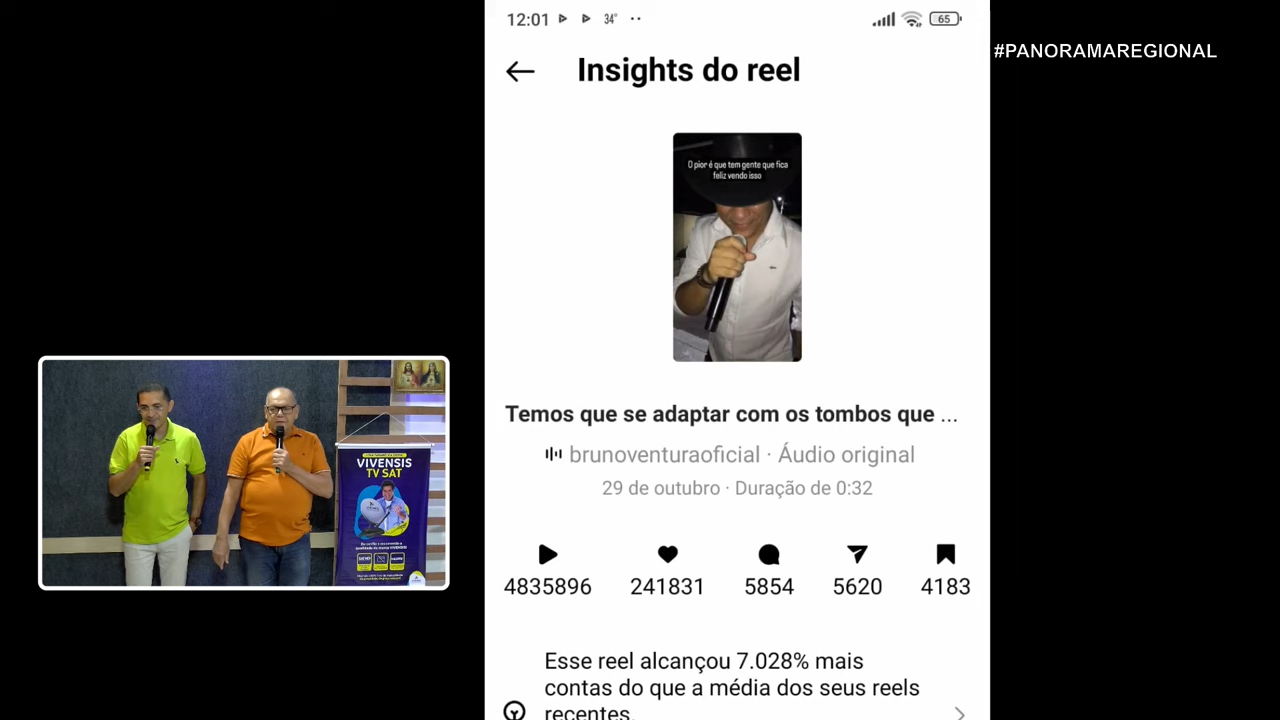 12:01 34° ·· 65
#PANORAMAREGIONAL
Insights do reel
O pior é que tem gente que fica
feliz vendo isso
Temos que se adaptar com os tombos que ...
brunoventuraoficial · Áudio original
29 de outubro · Duração de 0:32
4835896 241831 5854 5620 4183
Esse reel alcançou 7.028% mais
contas do que a média dos seus reels
recentes.
VIVENSIS
TV SAT